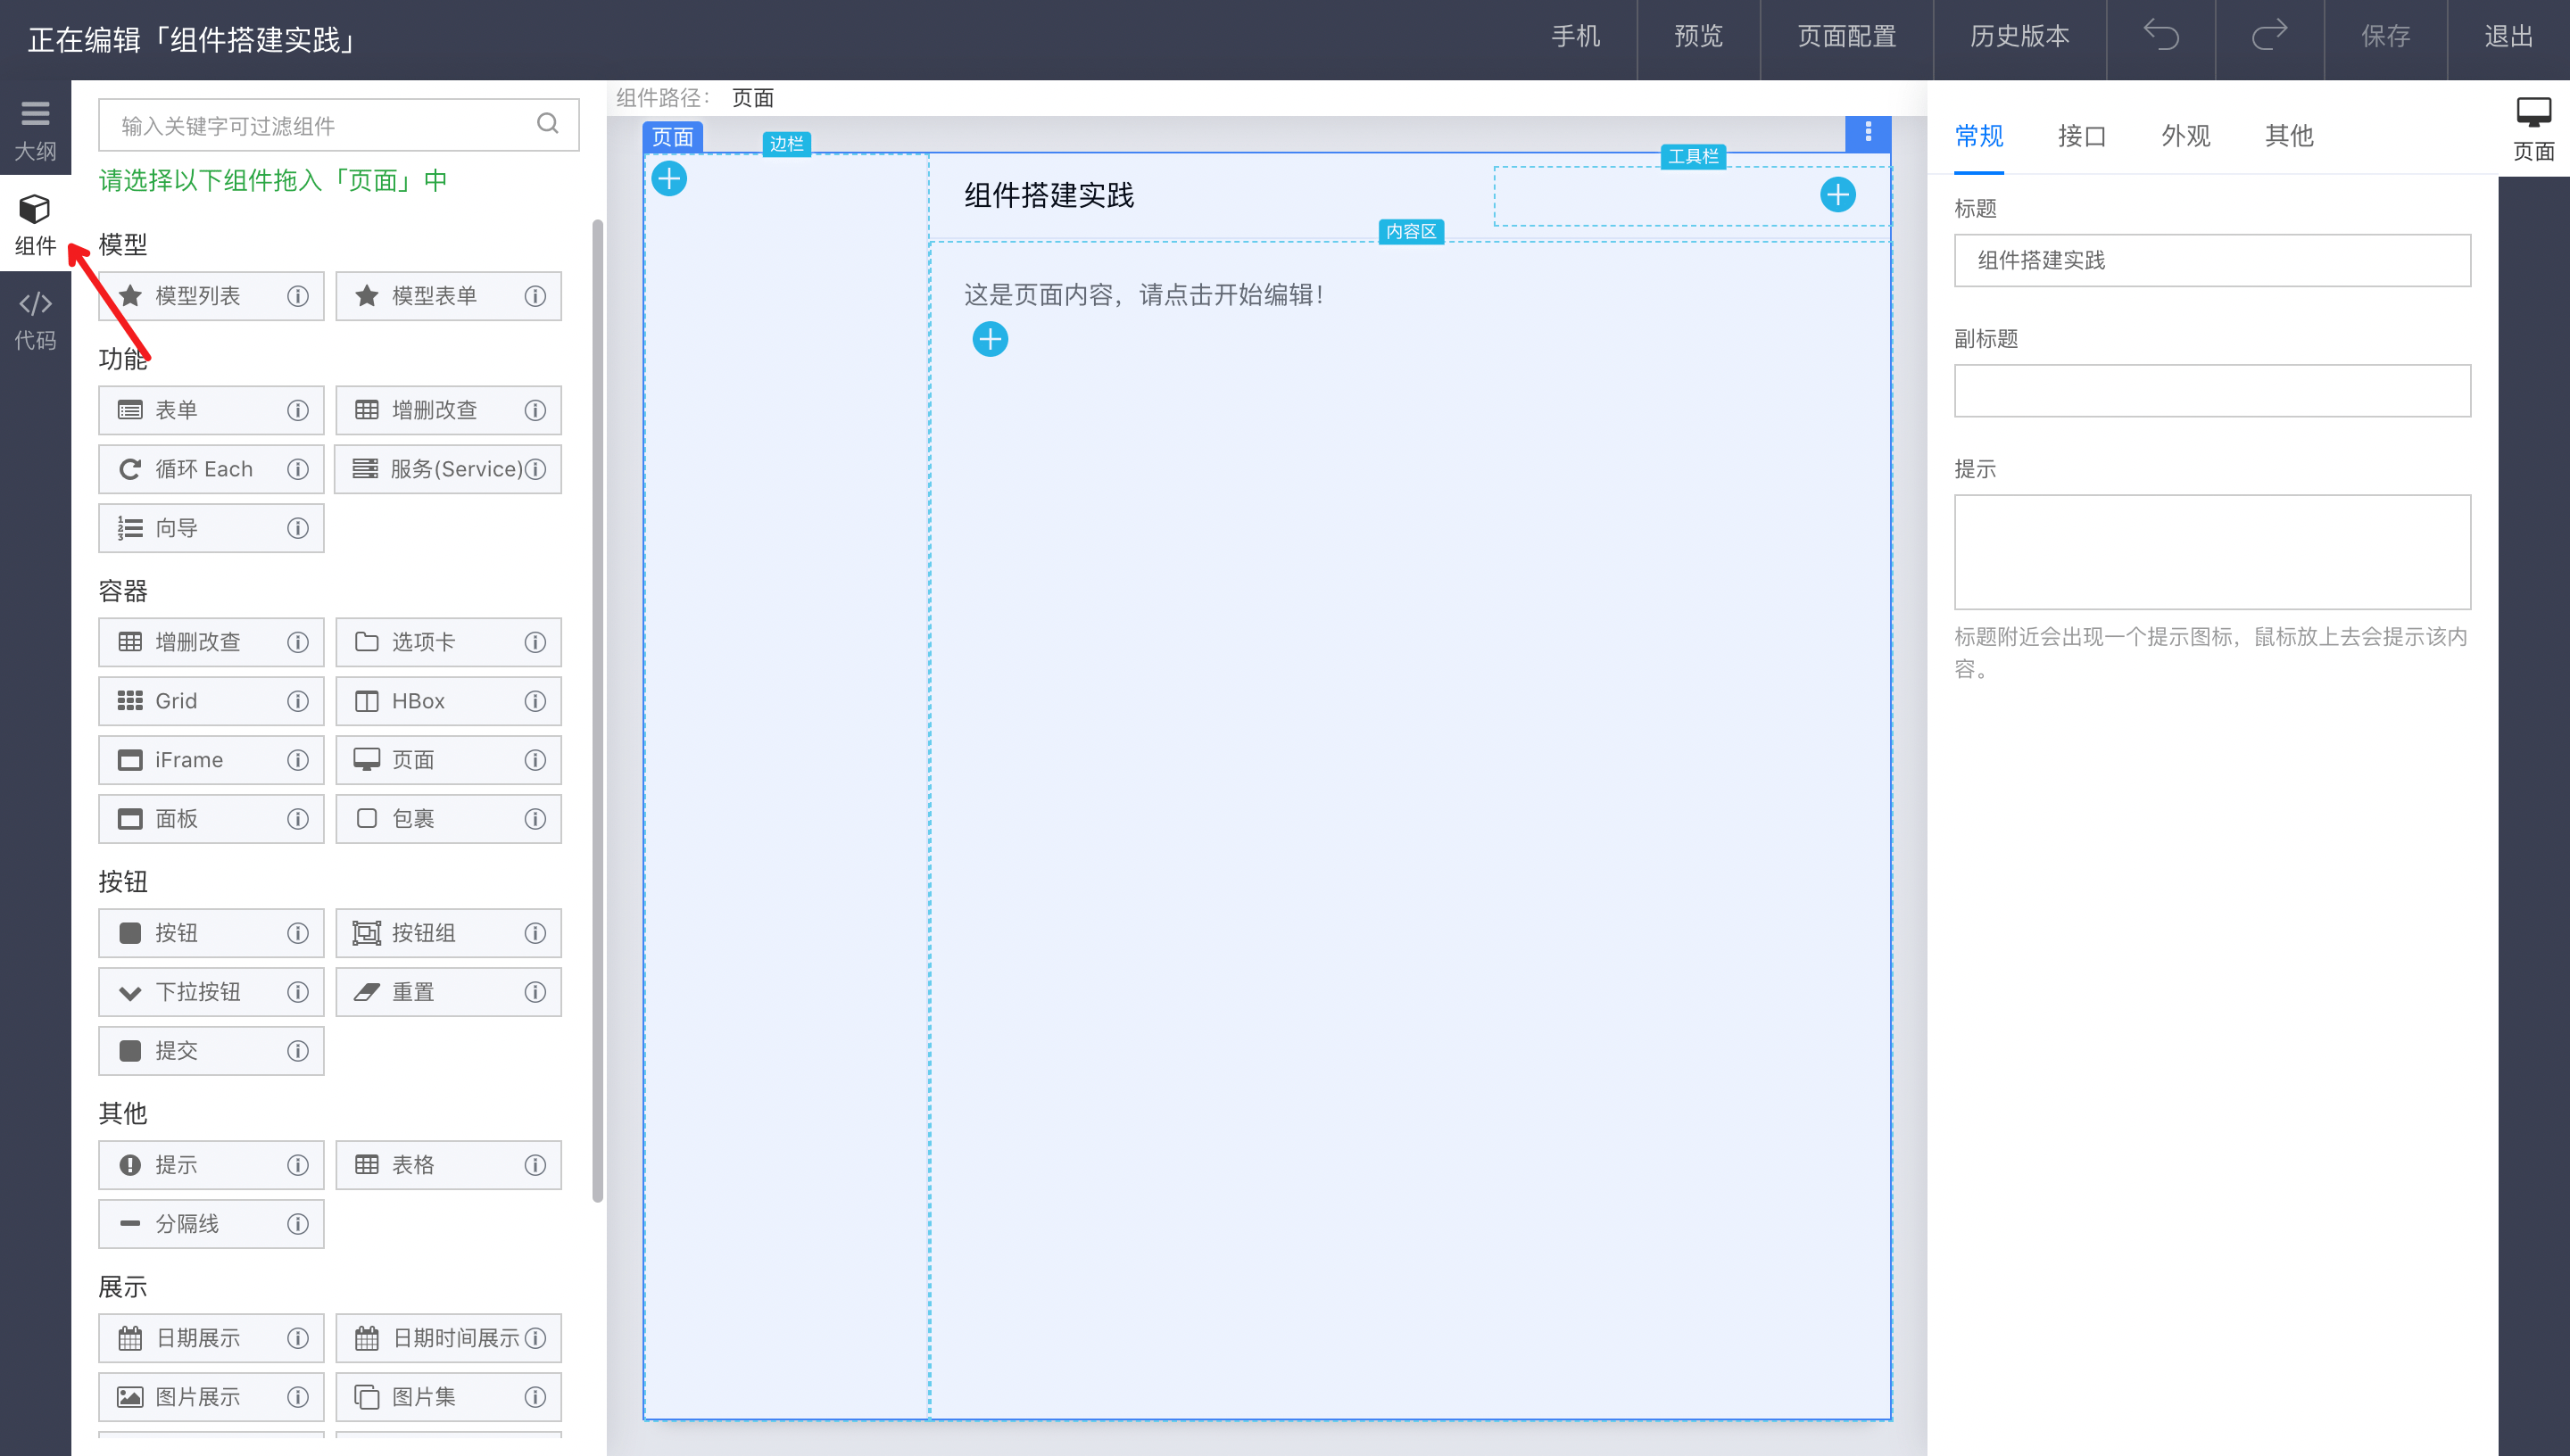 正在编辑「组件搭建实践」
手机 预览 页面配置 历史版本 保存 退出
大纲
组件
代码
输入关键字可过滤组件
请选择以下组件拖入「页面」中
模型
模型列表 模型表单
功能
表单 增删改查
循环 Each 服务(Service)
向导
容器
增删改查 选项卡
Grid HBox
iFrame 页面
面板 包裹
按钮
按钮 按钮组
下拉按钮 重置
提交
其他
提示 表格
分隔线
展示
日期展示 日期时间展示
图片展示 图片集
组件路径： 页面
页面
边栏
工具栏
组件搭建实践
内容区
这是页面内容，请点击开始编辑！
常规 接口 外观 其他
标题
组件搭建实践
副标题
提示
标题附近会出现一个提示图标，鼠标放上去会提示该内
容。
页面